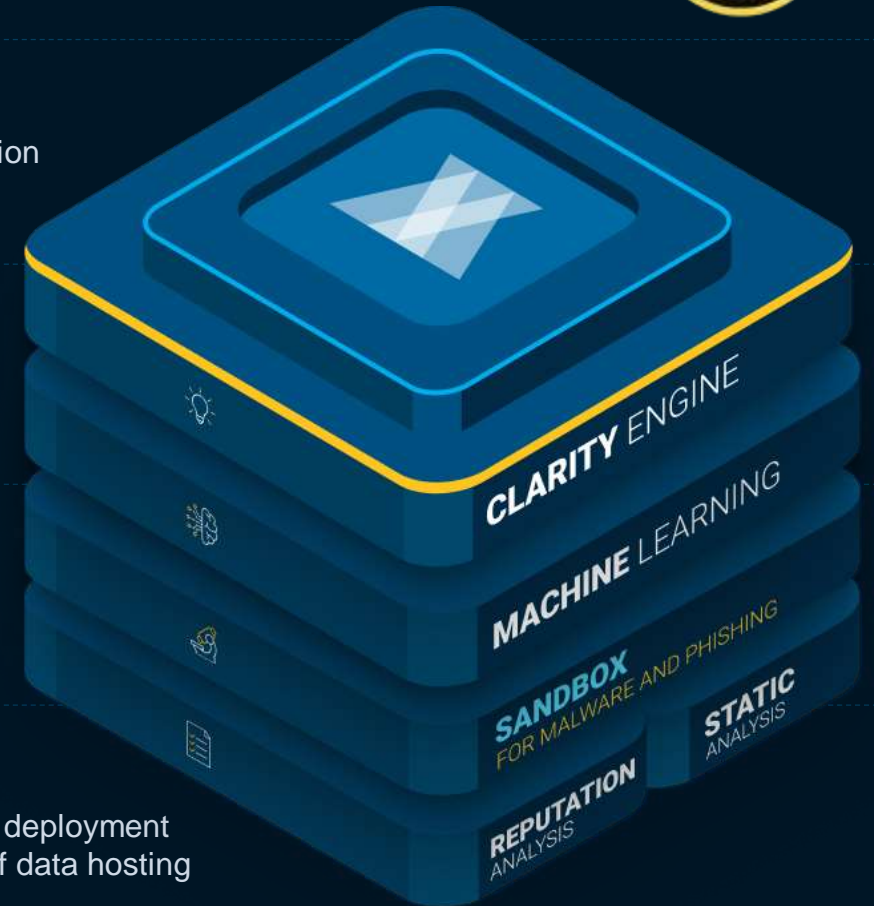 ion
CLARITY ENGINE
MACHINE LEARNING
SANDBOX
FOR MALWARE AND PHISHING
STATIC
ANALYSIS
REPUTATION
ANALYSIS
deployment
f data hosting